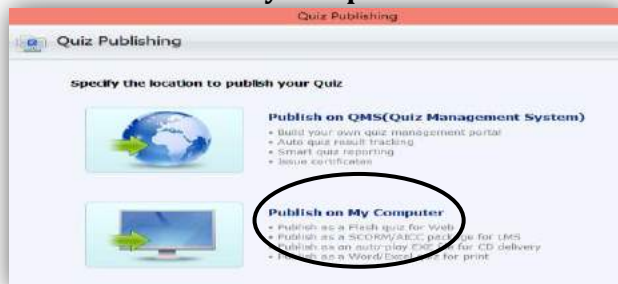 Quiz Publishing
Quiz Publishing
Specify the location to publish your Quiz
Publish on QMS(Quiz Management System)
• Build your own quiz management portal
• Auto quiz result tracking
• Smart quiz reporting
• Issue certificates
Publish on My Computer
• Publish as a Flash quiz for Web
• Publish as a SCORM/AICC package for LMS
• Publish as an auto-play EXE file for CD delivery
• Publish as a Word/Excel quiz for print